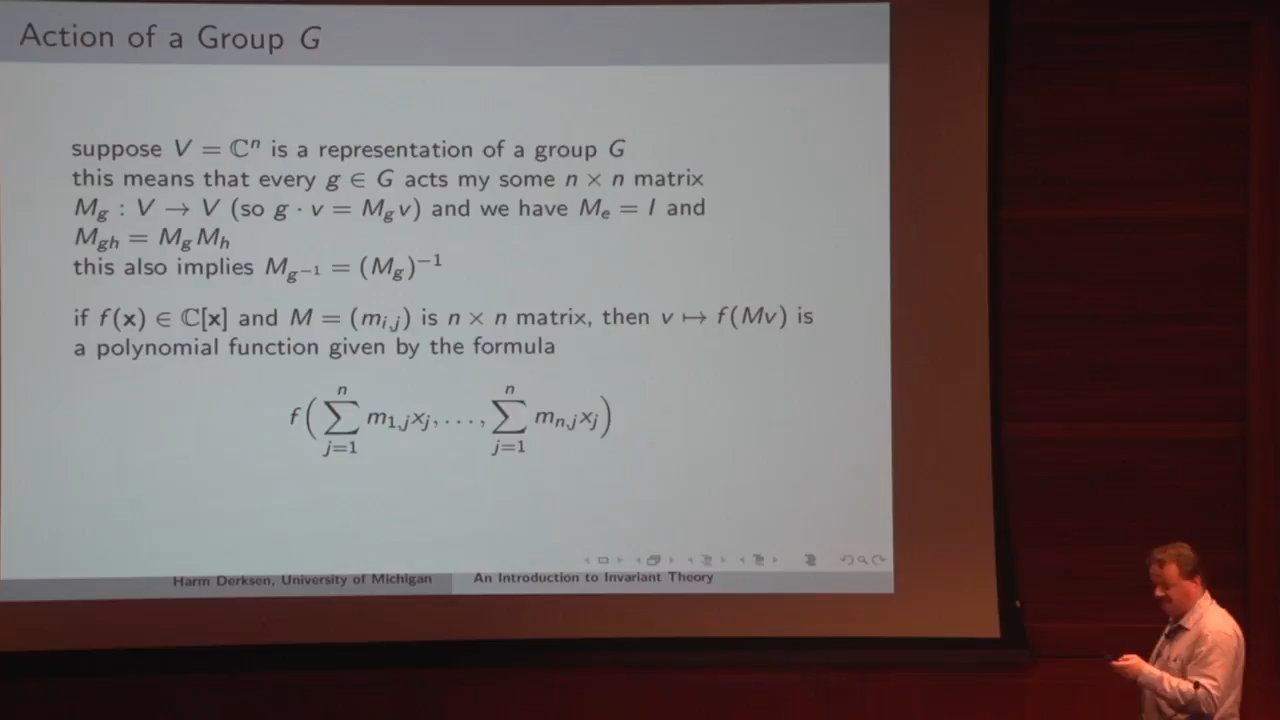 Action of a Group G
suppose V = ℂⁿ is a representation of a group G
this means that every g ∈ G acts my some n × n matrix
M_g : V → V (so g · v = M_g v) and we have M_e = I and
M_{gh} = M_g M_h
this also implies M_{g⁻¹} = (M_g)⁻¹
if f(x) ∈ ℂ[x] and M = (m_{i,j}) is n × n matrix, then v ↦ f(Mv) is
a polynomial function given by the formula
f(∑_{j=1}^{n} m_{1,j}x_j, . . . , ∑_{j=1}^{n} m_{n,j}x_j)
Harm Derksen, University of Michigan An Introduction to Invariant Theory